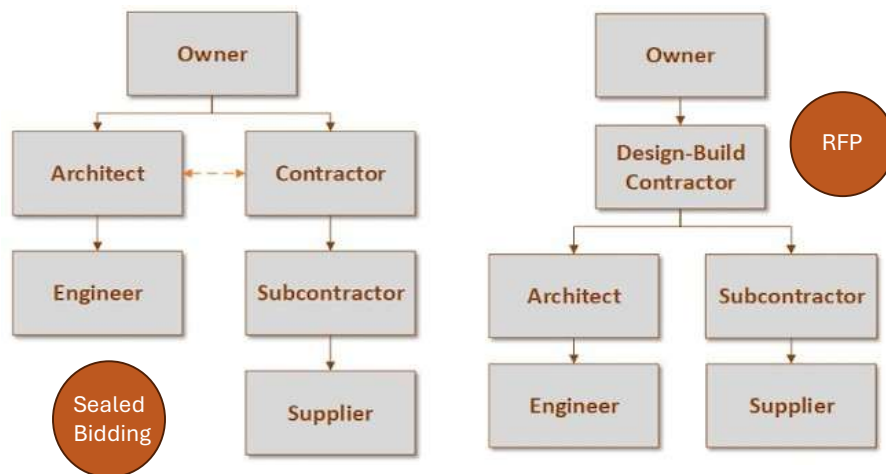 Owner
Architect
Contractor
Engineer
Subcontractor
Supplier
Sealed
Bidding
Owner
RFP
Design-Build
Contractor
Architect
Subcontractor
Engineer
Supplier